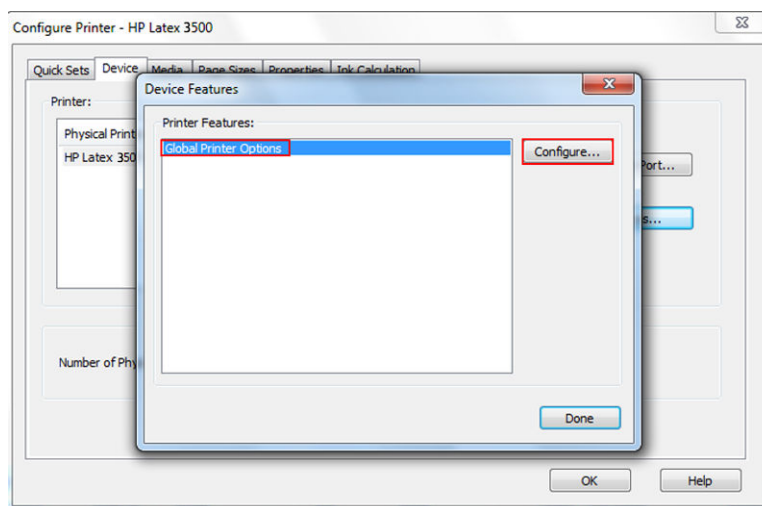 Configure Printer - HP Latex 3500
Quick Sets Device Media Page Sizes Properties Ink Calculation
Device Features
Printer:
Printer Features:
Physical Print
Global Printer Options
Configure...
HP Latex 350
Port...
s...
Number of Phy
Done
OK Help